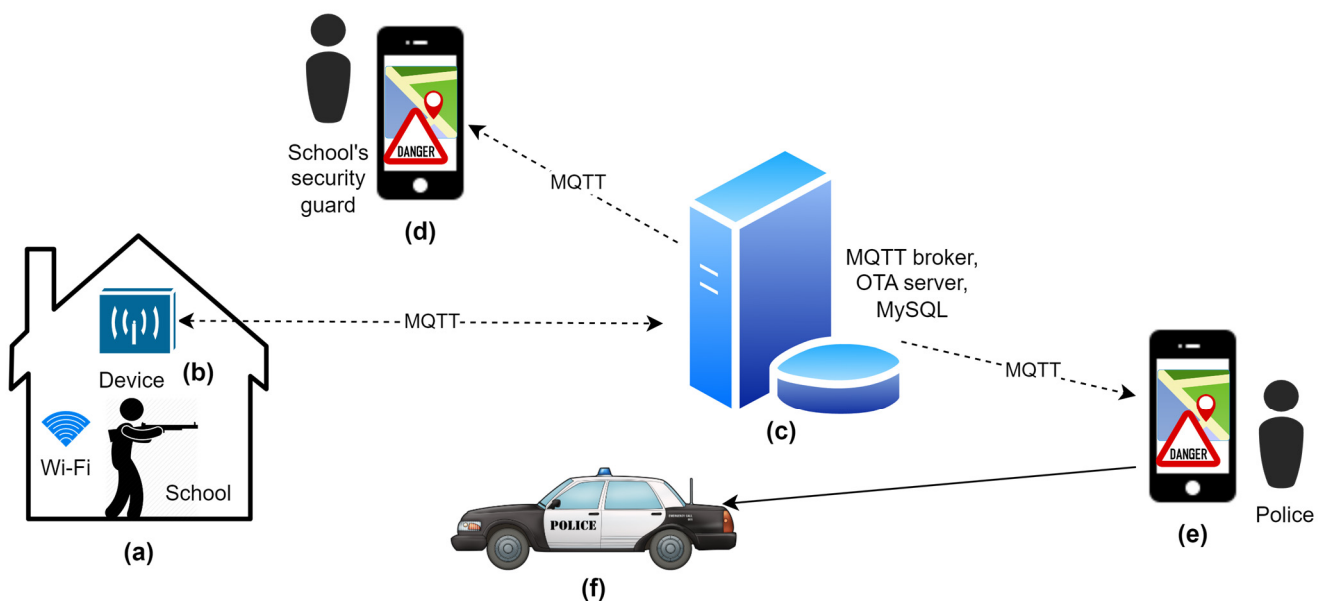 School's
security
guard
DANGER
(d)
MQTT
MQTT broker,
OTA server,
MySQL
MQTT
(b)
Device
Wi-Fi
School
(a)
(c)
MQTT
DANGER
Police
(e)
POLICE
(f)